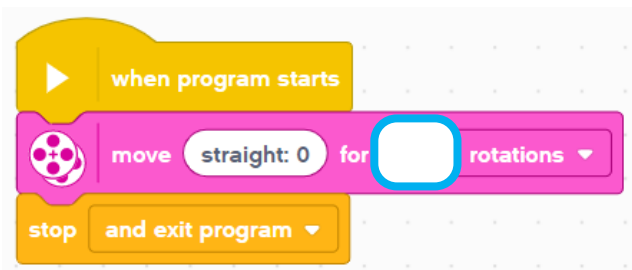 when program starts
move straight: 0 for rotations
stop and exit program